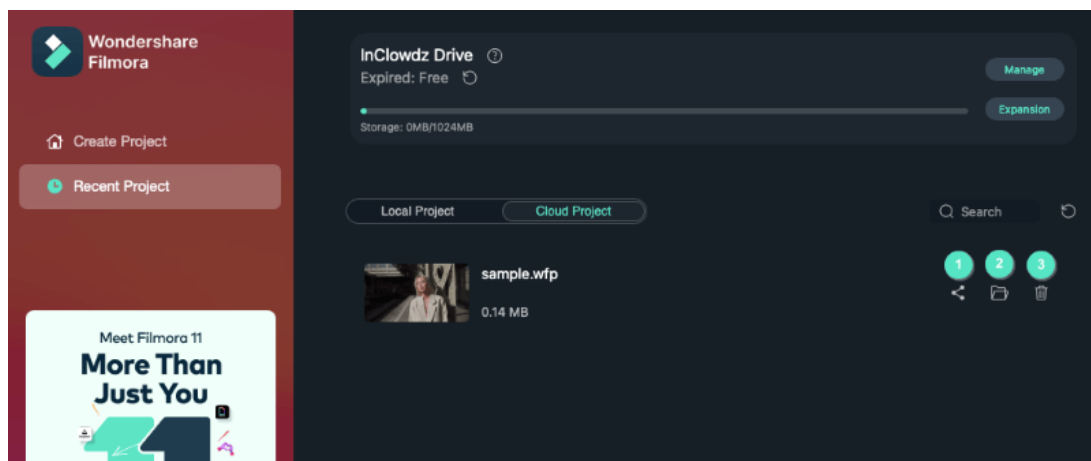 Wondershare
Filmora
Create Project
Recent Project
Meet Filmora 11
More Than
Just You
InClowdz Drive
Expired: Free
Manage
Expansion
Storage: 0MB/1024MB
Local Project
Cloud Project
Search
sample.wfp
0.14 MB
1
2
3